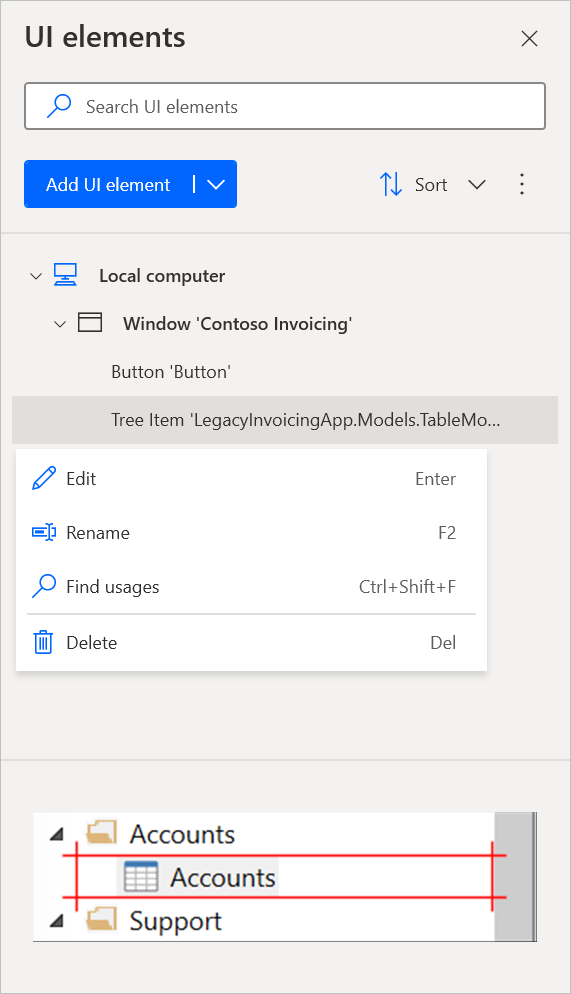 UI elements
Search UI elements
Add UI element
Sort
Local computer
Window 'Contoso Invoicing'
Button 'Button'
Tree Item 'LegacyInvoicingApp.Models.TableMo...
Edit Enter
Rename F2
Find usages Ctrl+Shift+F
Delete Del
Accounts
Accounts
Support